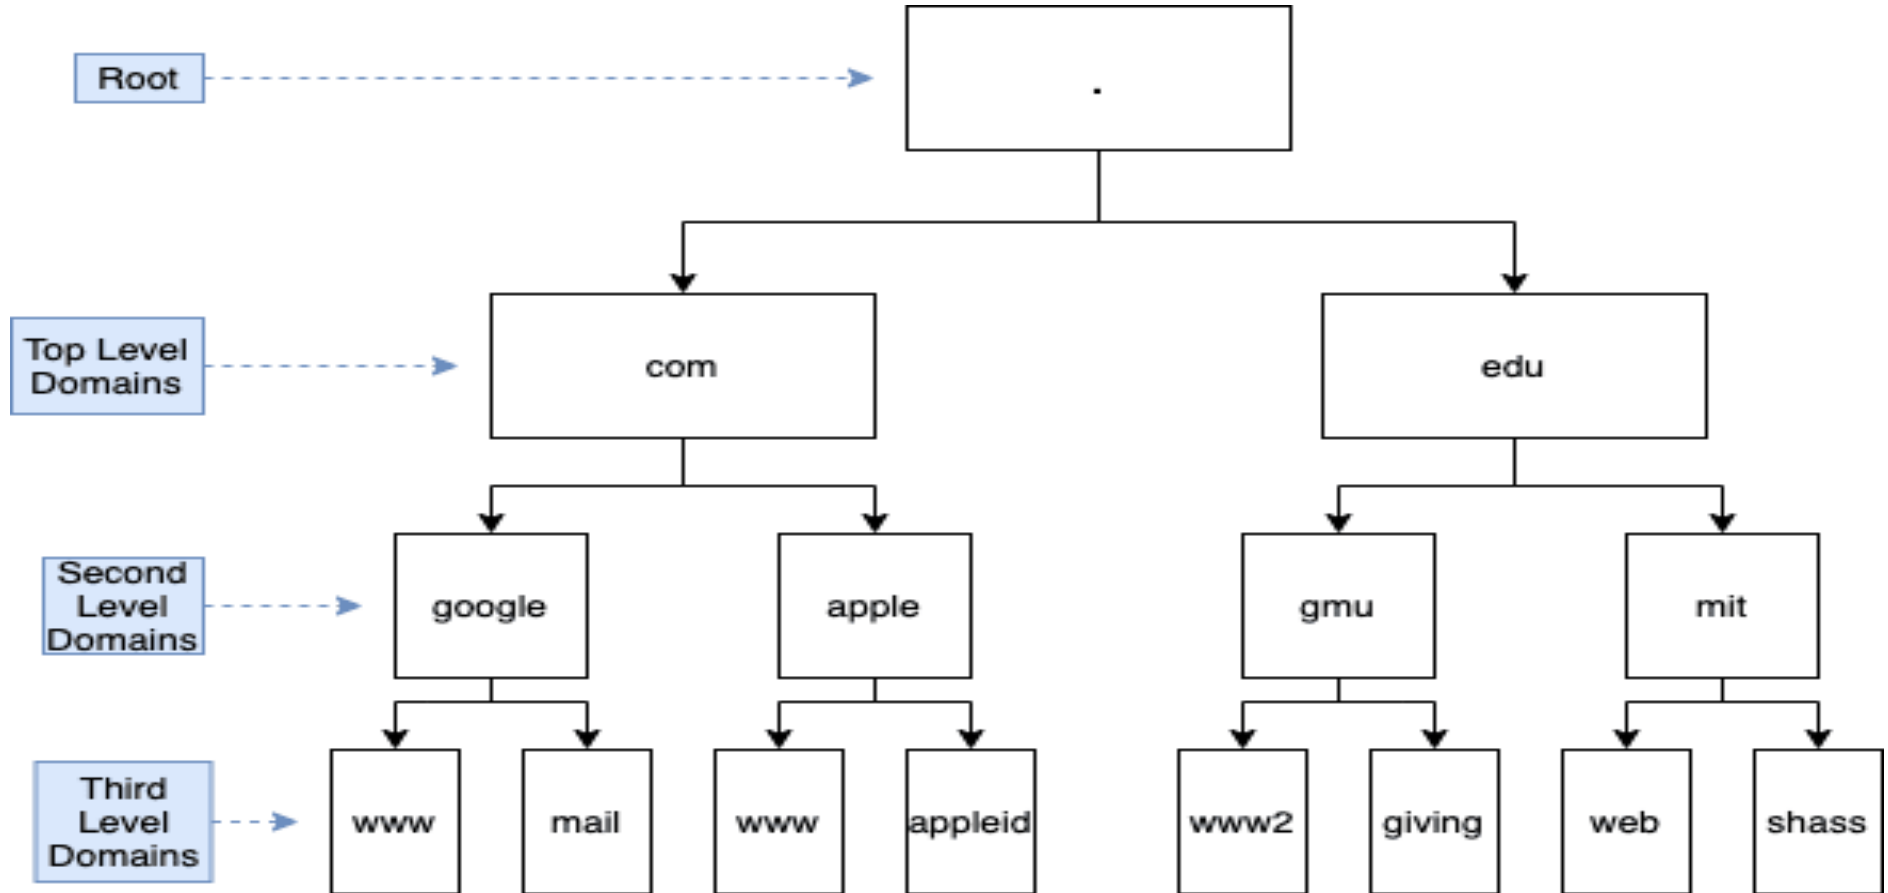 Root
.
Top Level
Domains
com
edu
Second
Level
Domains
google
apple
gmu
mit
Third
Level
Domains
www
mail
www
appleid
www2
giving
web
shass